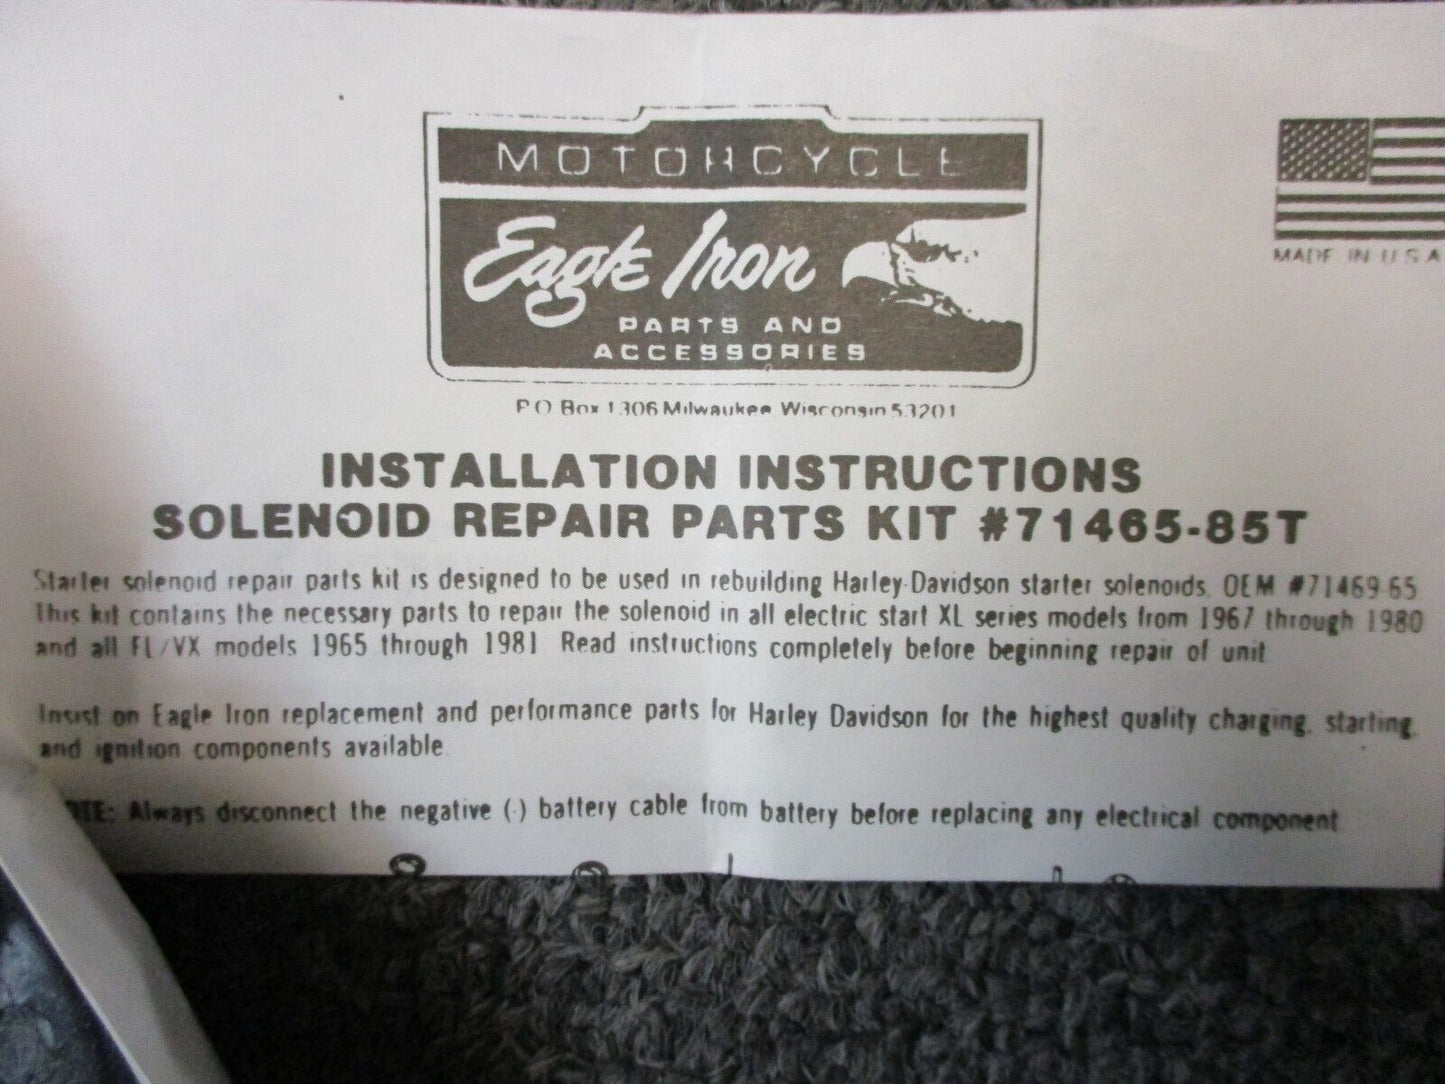 MOTORCYCLE
Eagle Iron
PARTS AND
ACCESSORIES
MADE IN U.S.A
P.O. Box 1306 Milwaukee, Wisconsin 53201
INSTALLATION INSTRUCTIONS
SOLENOID REPAIR PARTS KIT #71465-85T
Starter solenoid repair parts kit is designed to be used in rebuilding Harley-Davidson starter solenoids, OEM #71469-65
This kit contains the necessary parts to repair the solenoid in all electric start XL series models from 1967 through 1980
and all FL/VX models 1965 through 1981. Read instructions completely before beginning repair of unit.
Insist on Eagle Iron replacement and performance parts for Harley Davidson for the highest quality charging, starting,
and ignition components available.
OTE: Always disconnect the negative (-) battery cable from battery before replacing any electrical component.